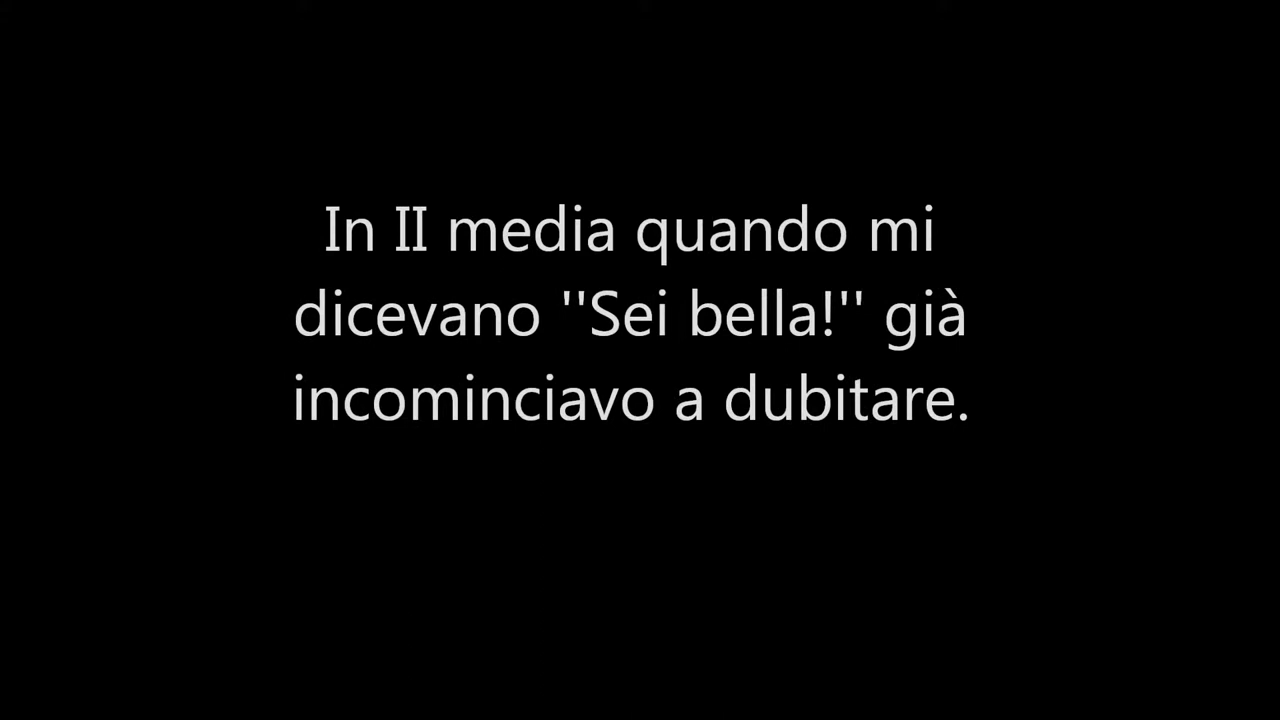 In II media quando mi
dicevano ''Sei bella!'' già
incominciavo a dubitare.